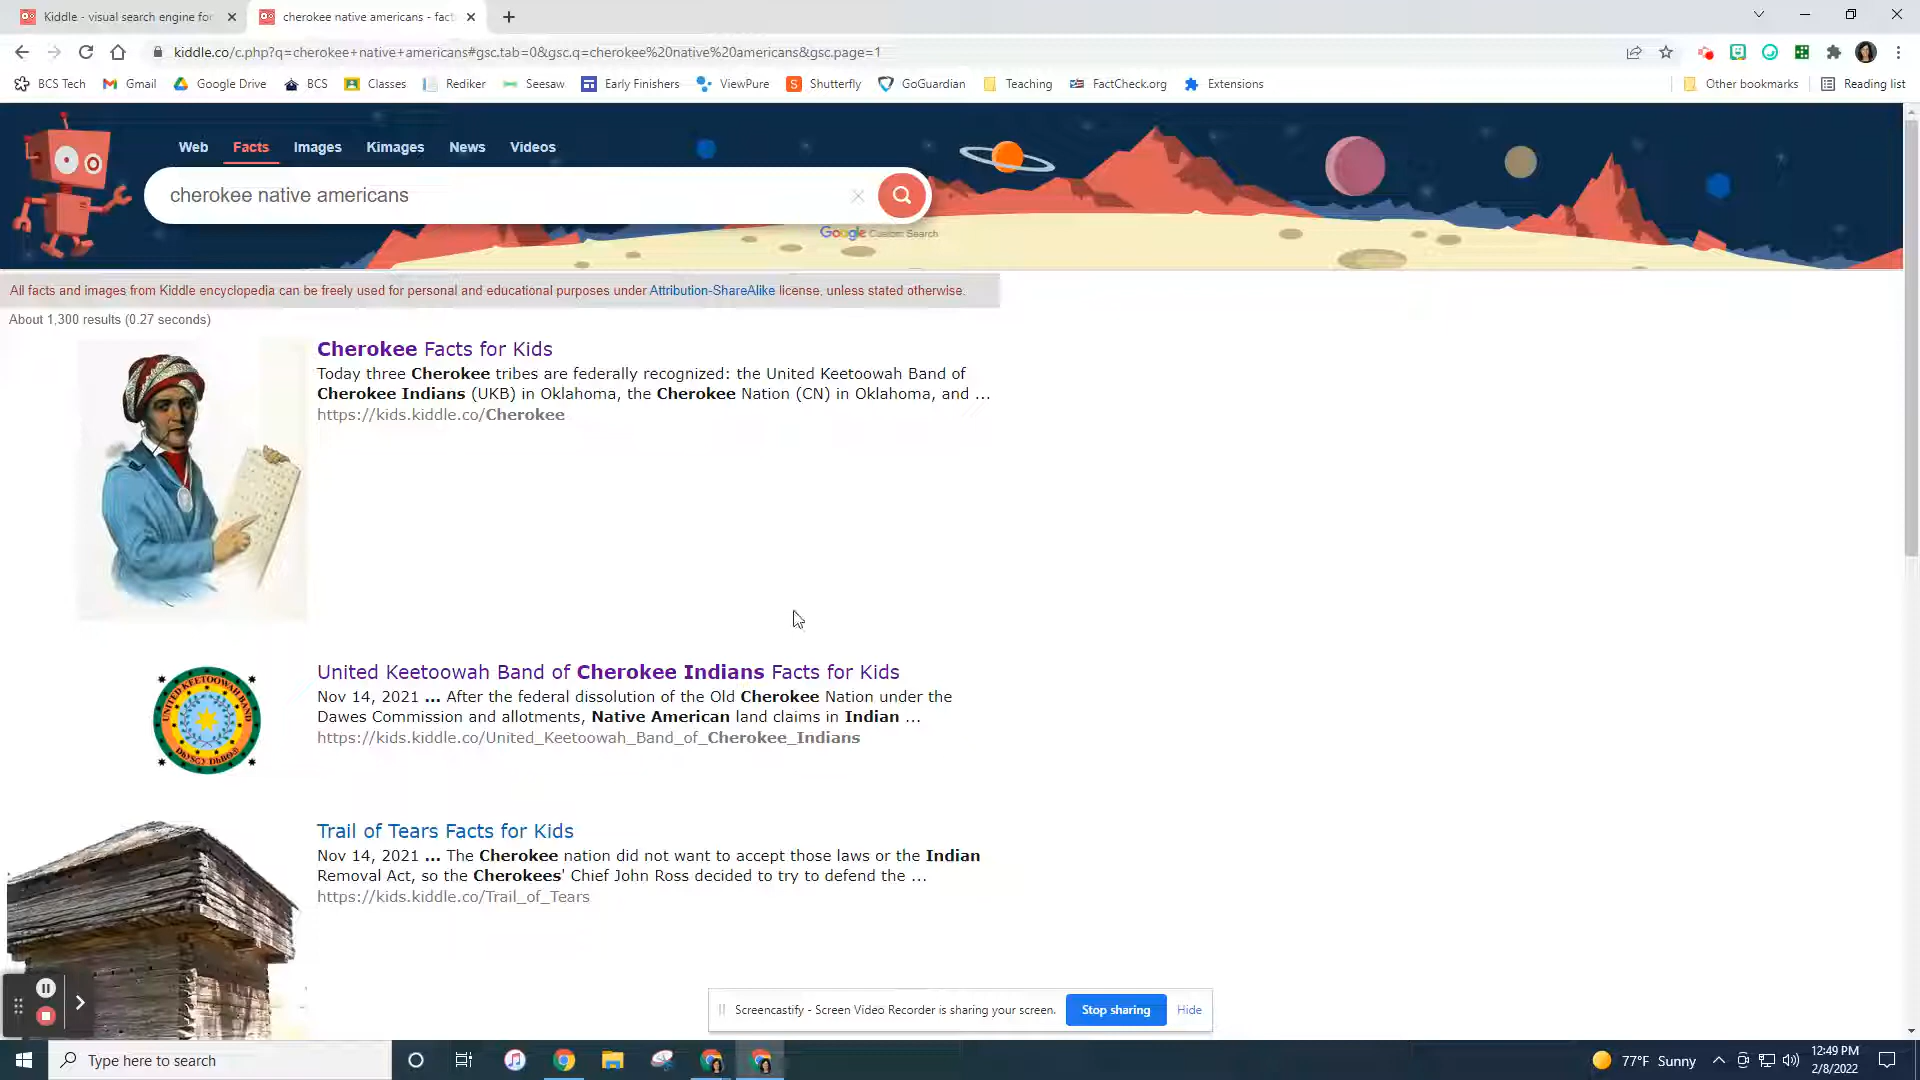 Kiddle - visual search engine for
cherokee native americans - fact
kiddle.co/c.php?q=cherokee+native+americans#gsc.tab=0&gsc.q=cherokee%20native%20americans&gsc.page=1
BCS Tech
Gmail
Google Drive
BCS
Classes
Rediker
Seesaw
Early Finishers
ViewPure
Shutterfly
GoGuardian
Teaching
FactCheck.org
Extensions
Other bookmarks
Reading list
Web
Facts
Images
Kimages
News
Videos
cherokee native americans
Google Custom Search
All facts and images from Kiddle encyclopedia can be freely used for personal and educational purposes under Attribution-ShareAlike license, unless stated otherwise.
About 1,300 results (0.27 seconds)
Cherokee Facts for Kids
Today three Cherokee tribes are federally recognized: the United Keetoowah Band of
Cherokee Indians (UKB) in Oklahoma, the Cherokee Nation (CN) in Oklahoma, and ...
https://kids.kiddle.co/Cherokee
UNITED KEETOOWAH BAND
United Keetoowah Band of Cherokee Indians Facts for Kids
Nov 14, 2021 ... After the federal dissolution of the Old Cherokee Nation under the
Dawes Commission and allotments, Native American land claims in Indian ...
https://kids.kiddle.co/United_Keetoowah_Band_of_Cherokee_Indians
Trail of Tears Facts for Kids
Nov 14, 2021 ... The Cherokee nation did not want to accept those laws or the Indian
Removal Act, so the Cherokees' Chief John Ross decided to try to defend the ...
https://kids.kiddle.co/Trail_of_Tears
Screencastify - Screen Video Recorder is sharing your screen.
Stop sharing
Hide
Type here to search
77°F Sunny
12:49 PM
2/8/2022